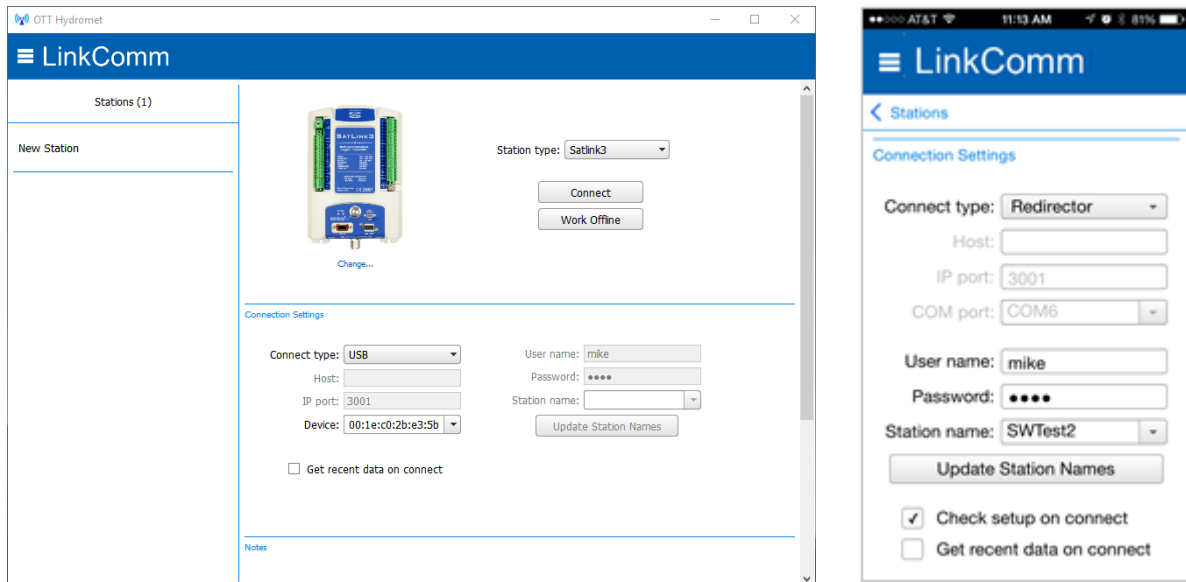 OTT Hydromet
LinkComm
Stations (1)
New Station
SATLINK3
Station type: Satlink3
Connect
Work Offline
Change...
Connection Settings
Connect type: USB
Host:
IP port: 3001
Device: 00:1e:c0:2b:e3:5b
User name: mike
Password: ●●●●
Station name:
Update Station Names
Get recent data on connect
Notes
AT&T 11:13 AM 81%
LinkComm
Stations
Connection Settings
Connect type: Redirector
Host:
IP port: 3001
COM port: COM6
User name: mike
Password: ●●●●
Station name: SWTest2
Update Station Names
Check setup on connect
Get recent data on connect